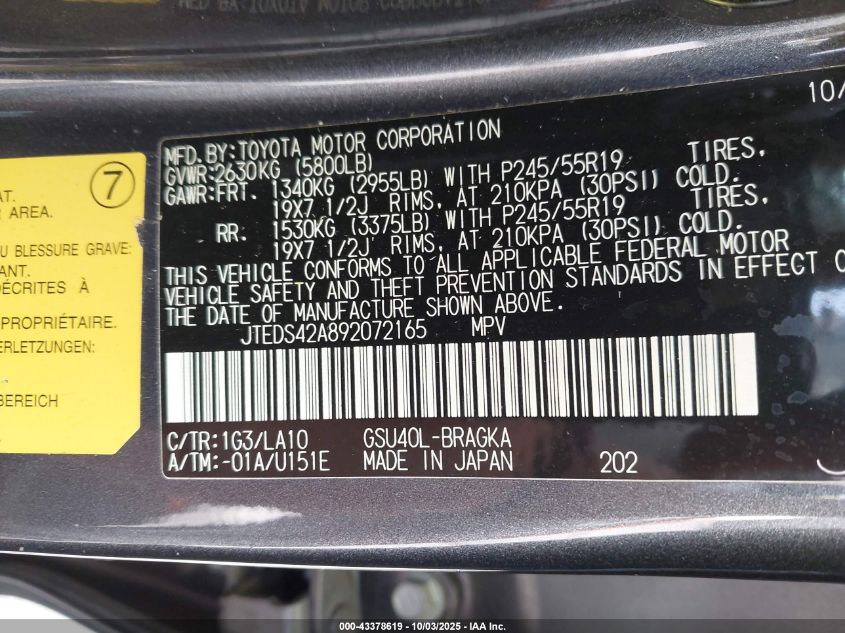 10/
MFD.BY:TOYOTA MOTOR CORPORATION
GVWR:2630KG (5800LB)
GAWR:FRT. 1340KG (2955LB) WITH P245/55R19 TIRES,
19X7 1/2J RIMS, AT 210KPA (30PSI) COLD.
RR. 1530KG (3375LB) WITH P245/55R19 TIRES,
19X7 1/2J RIMS, AT 210KPA (30PSI) COLD.
THIS VEHICLE CONFORMS TO ALL APPLICABLE FEDERAL MOTOR
VEHICLE SAFETY AND THEFT PREVENTION STANDARDS IN EFFECT O
THE DATE OF MANUFACTURE SHOWN ABOVE.
JTEDS42A892072165 MPV
C/TR:1G3/LA10 GSU40L-BRAGKA
A/TM:-01A/U151E MADE IN JAPAN 202
7
AT.
R AREA.
U BLESSURE GRAVE:
ANT.
DÉCRITES À
PROPRIÉTAIRE.
ERLETZUNGEN:
BEREICH
000-43378619 - 10/03/2025 - IAA Inc.